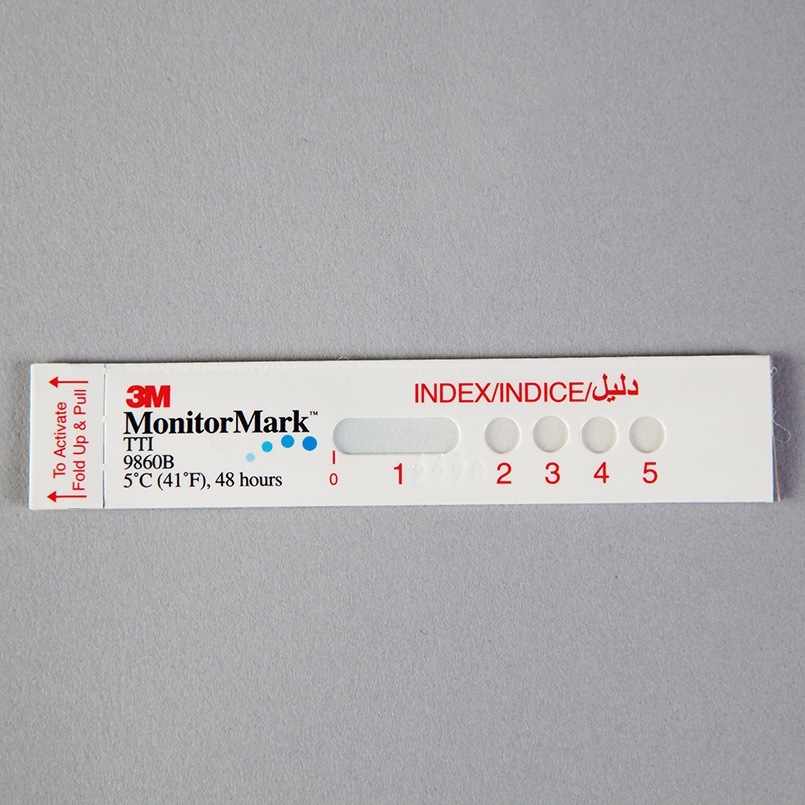 To Activate
Fold Up & Pull
3M
MonitorMark™
TTI
9860B
5°C (41°F), 48 hours
INDEX/INDICE/دليل
0 1 2 3 4 5